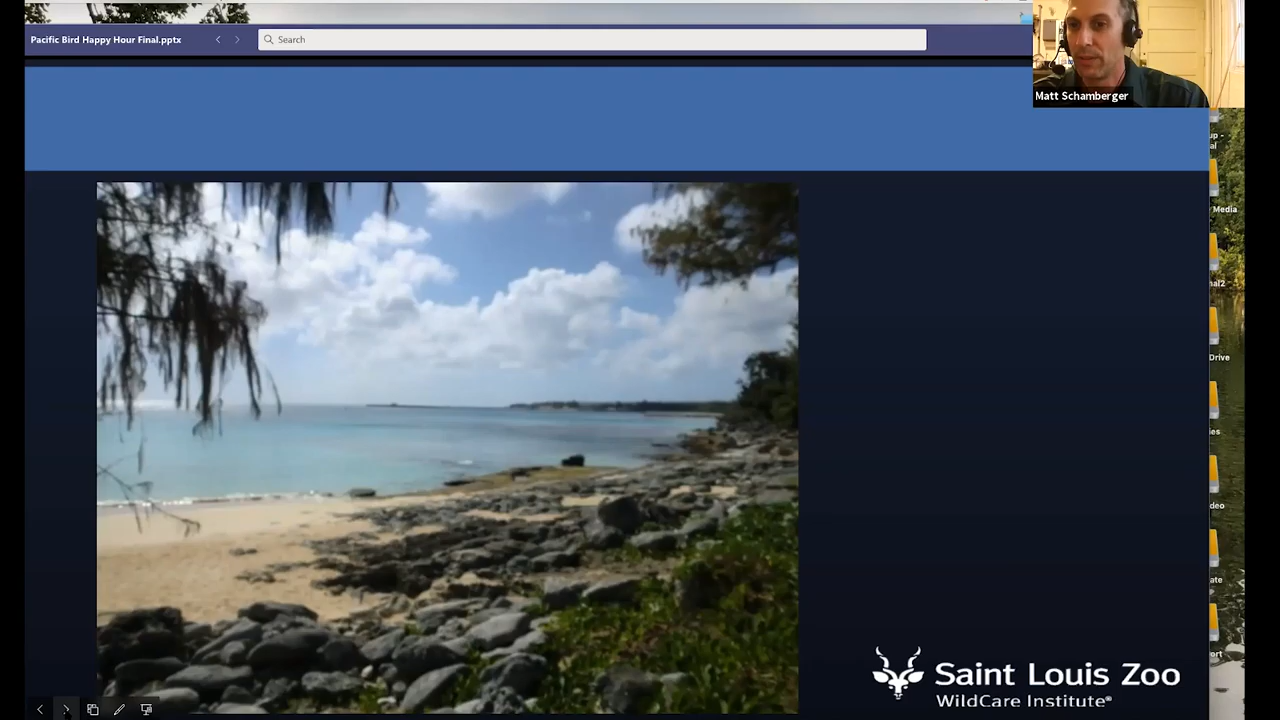 Pacific Bird Happy Hour Final.pptx
Search
Matt Schamberger
Media
Drive
Saint Louis Zoo
WildCare Institute®